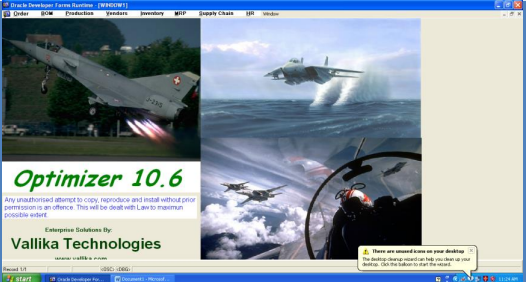 Oracle Developer Forms Runtime - [WINDOW1]
Order BOM Production Vendors Inventory MRP Supply Chain HR Window
Optimizer 10.6
Any unauthorised attempt to copy, reproduce and install without prior
permission is an offence. This will be dealt with Law to maximum
possible extent.
Enterprise Solutions By:
Vallika Technologies
www.vallika.com
There are unused icons on your desktop
The desktop cleanup wizard can help you clean up your
desktop. Click the balloon to start the wizard.
Record: 1/1 <OSC> <DBG>
start Oracle Developer For... Document1 - Microsof... 11:24 AM